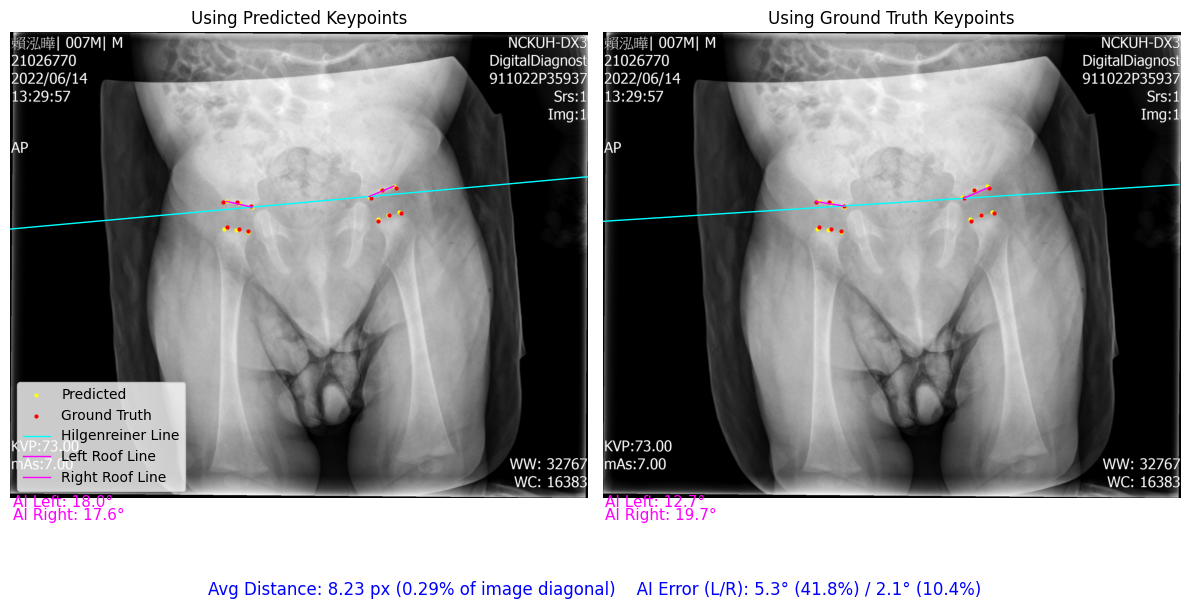 Using Predicted Keypoints
賴泓曄| 007M| M
21026770
2022/06/14
13:29:57
AP
NCKUH-DX3
DigitalDiagnost
911022P35937
Srs:1
Img:1
Predicted
Ground Truth
Hilgenreiner Line
Left Roof Line
Right Roof Line
KVP:73.00
mAs:7.00
WW: 32767
WC: 16383
AI Left: 18.0°
AI Right: 17.6°
Using Ground Truth Keypoints
賴泓曄| 007M| M
21026770
2022/06/14
13:29:57
AP
NCKUH-DX3
DigitalDiagnost
911022P35937
Srs:1
Img:1
KVP:73.00
mAs:7.00
WW: 32767
WC: 16383
AI Left: 12.7°
AI Right: 19.7°
Avg Distance: 8.23 px (0.29% of image diagonal) AI Error (L/R): 5.3° (41.8%) / 2.1° (10.4%)